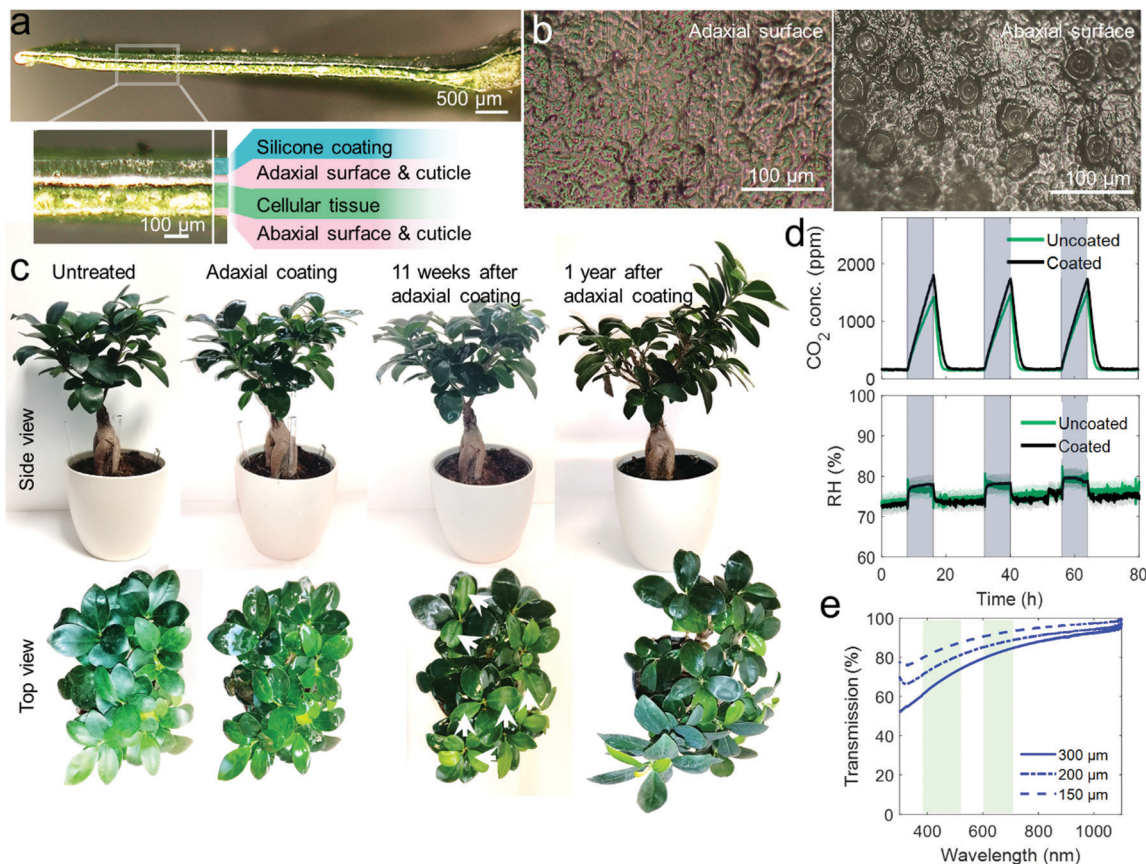 a
500 µm
Silicone coating
Adaxial surface & cuticle
Cellular tissue
Abaxial surface & cuticle
100 µm
b
Adaxial surface
100 µm
Abaxial surface
100 µm
c
Untreated
Adaxial coating
11 weeks after
adaxial coating
1 year after
adaxial coating
Side view
Top view
d
CO2 conc. (ppm)
2000
1000
0
Uncoated
Coated
RH (%)
100
90
80
70
60
Uncoated
Coated
0
20
40
60
80
Time (h)
e
Transmission (%)
100
80
60
40
20
0
300 µm
200 µm
150 µm
400
600
800
1000
Wavelength (nm)